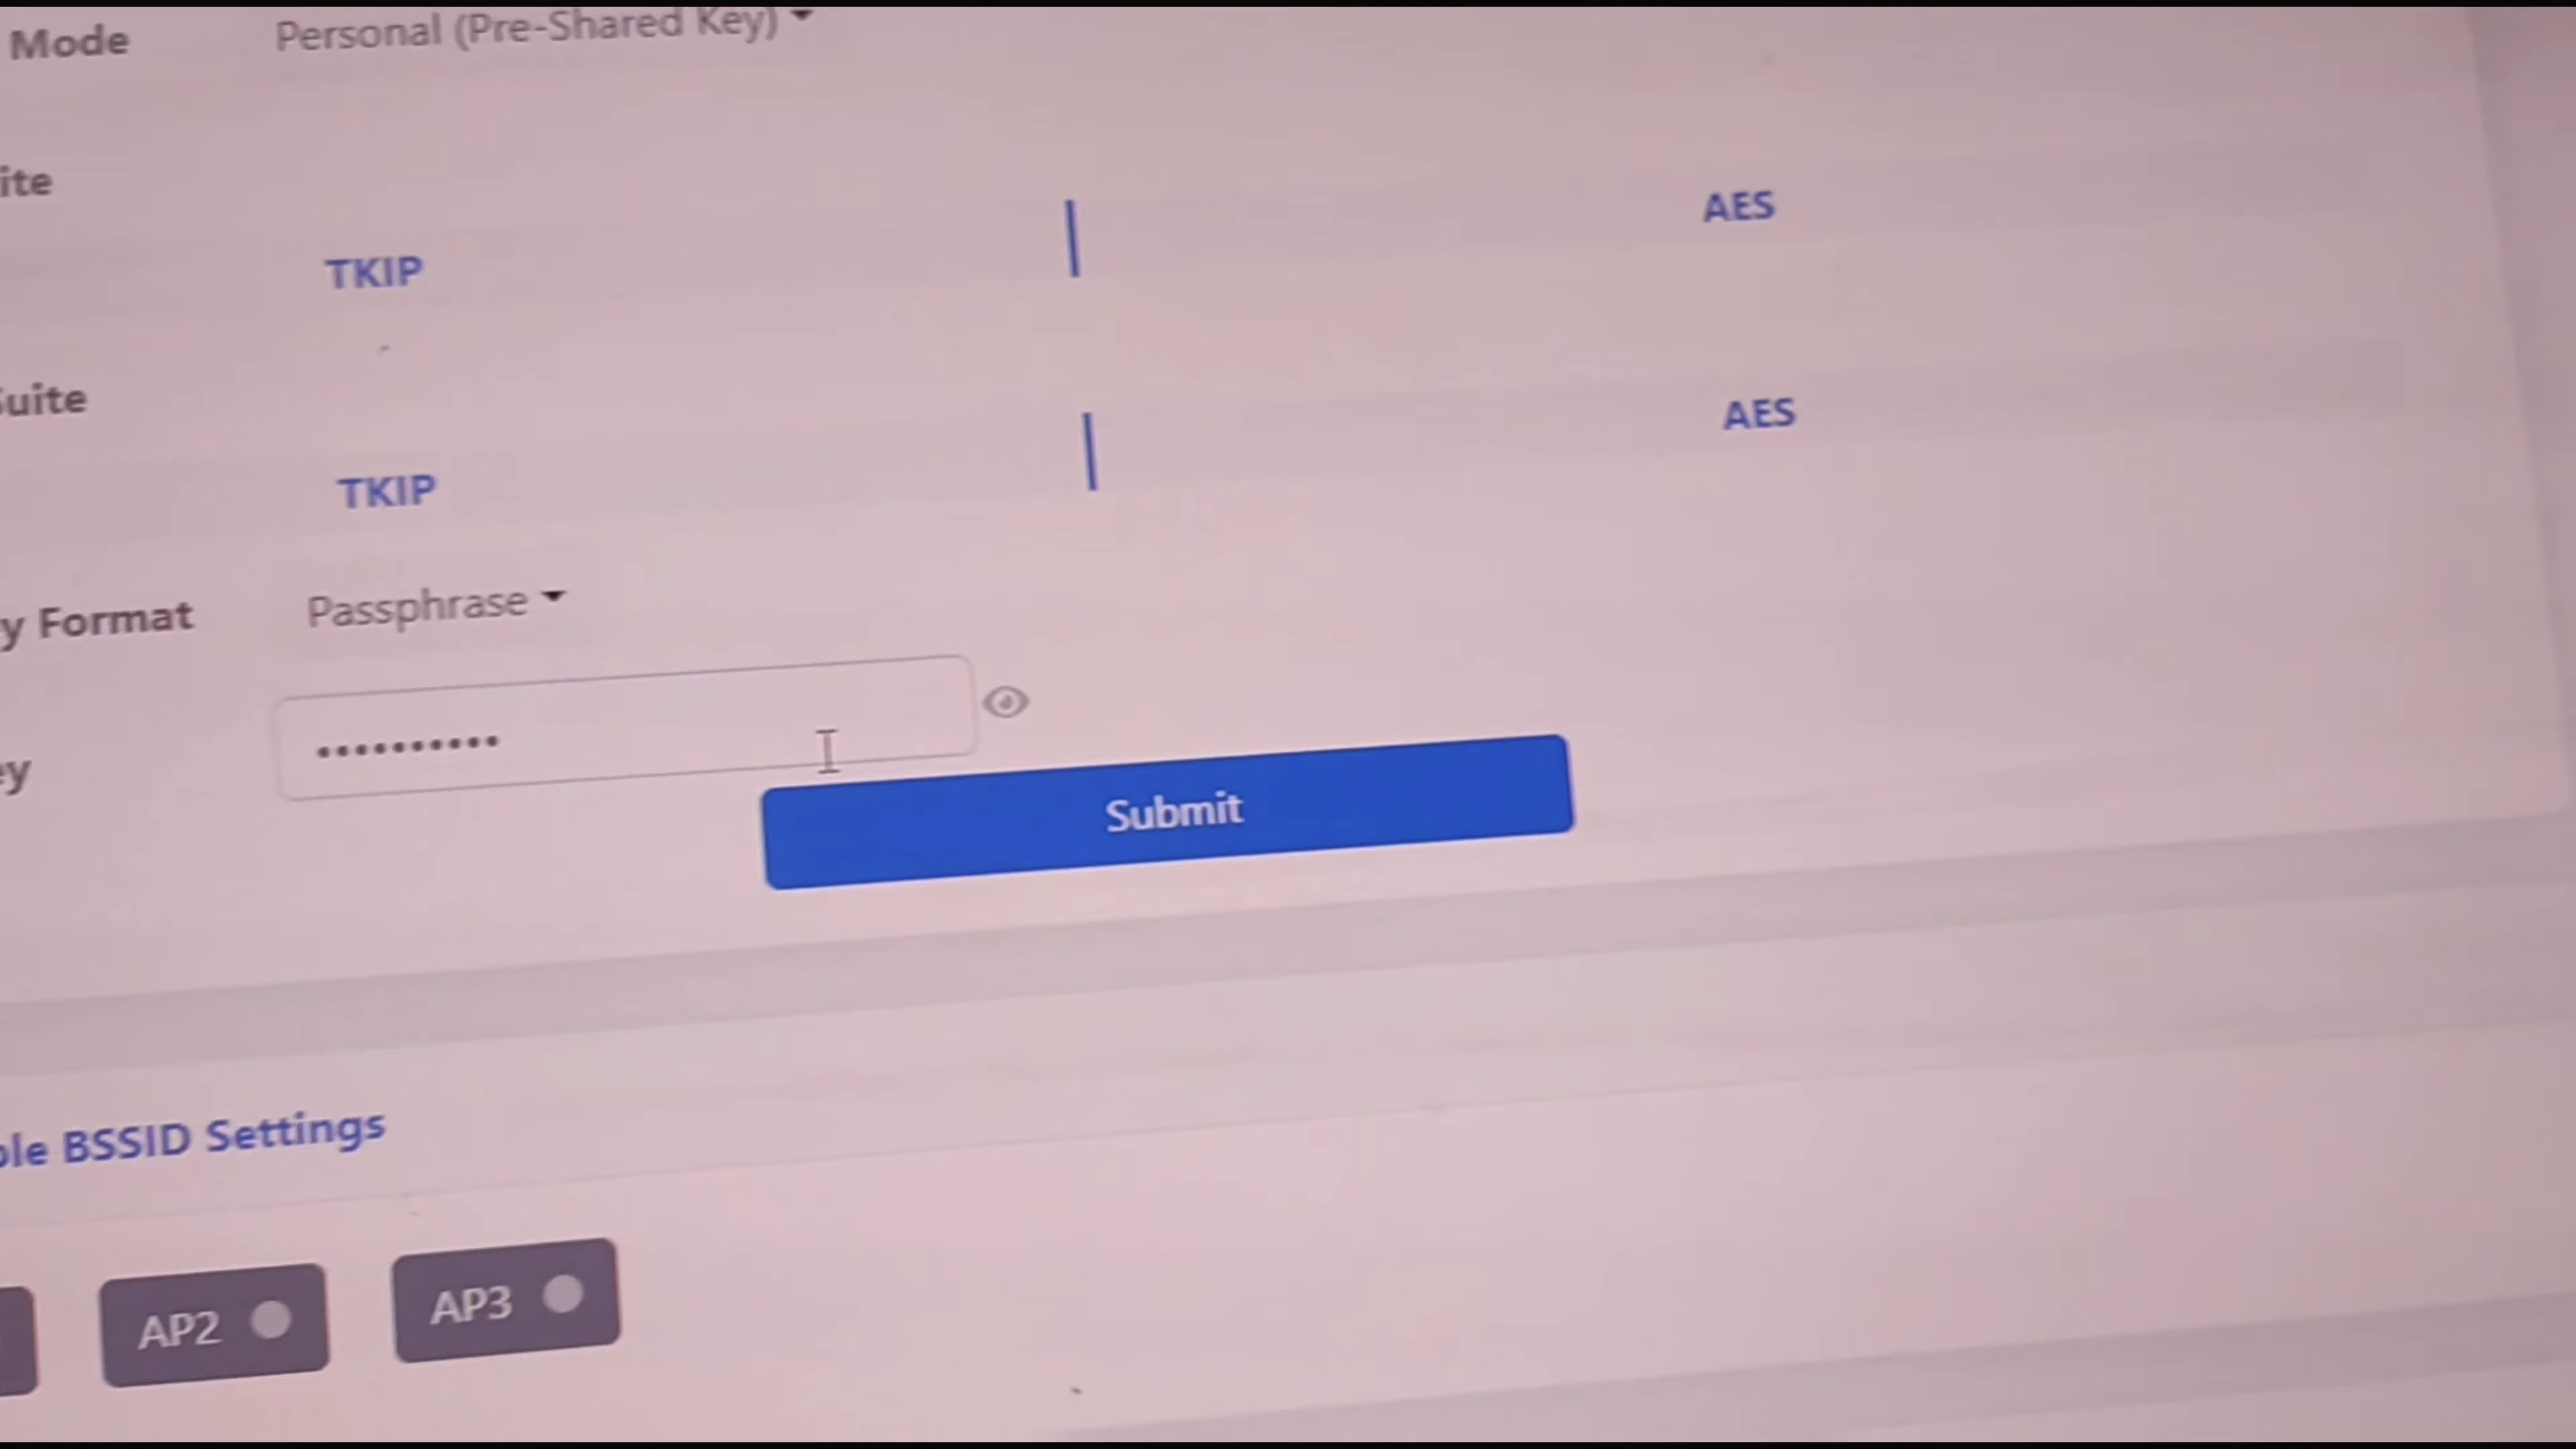 Mode Personal (Pre-Shared Key)
ite
TKIP AES
Suite
TKIP AES
y Format Passphrase
ey ••••••••••
Submit
ple BSSID Settings
AP2 AP3